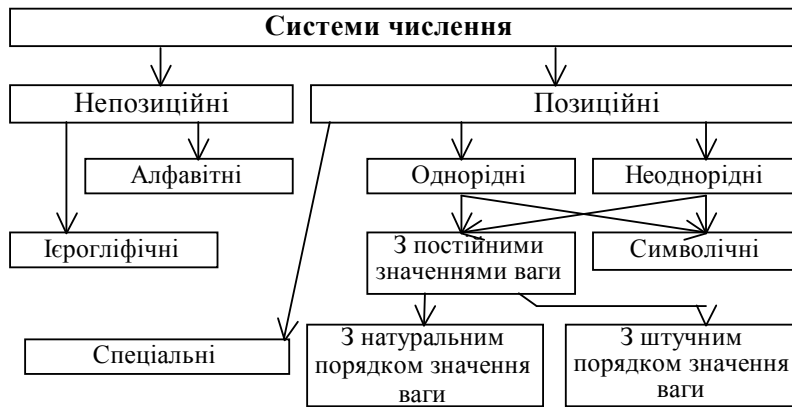 Системи числення
Непозиційні
Позиційні
Алфавітні
Однорідні
Неоднорідні
Ієрогліфічні
З постійними
значеннями ваги
Символічні
Спеціальні
З натуральним
порядком значення
ваги
З штучним
порядком значення
ваги